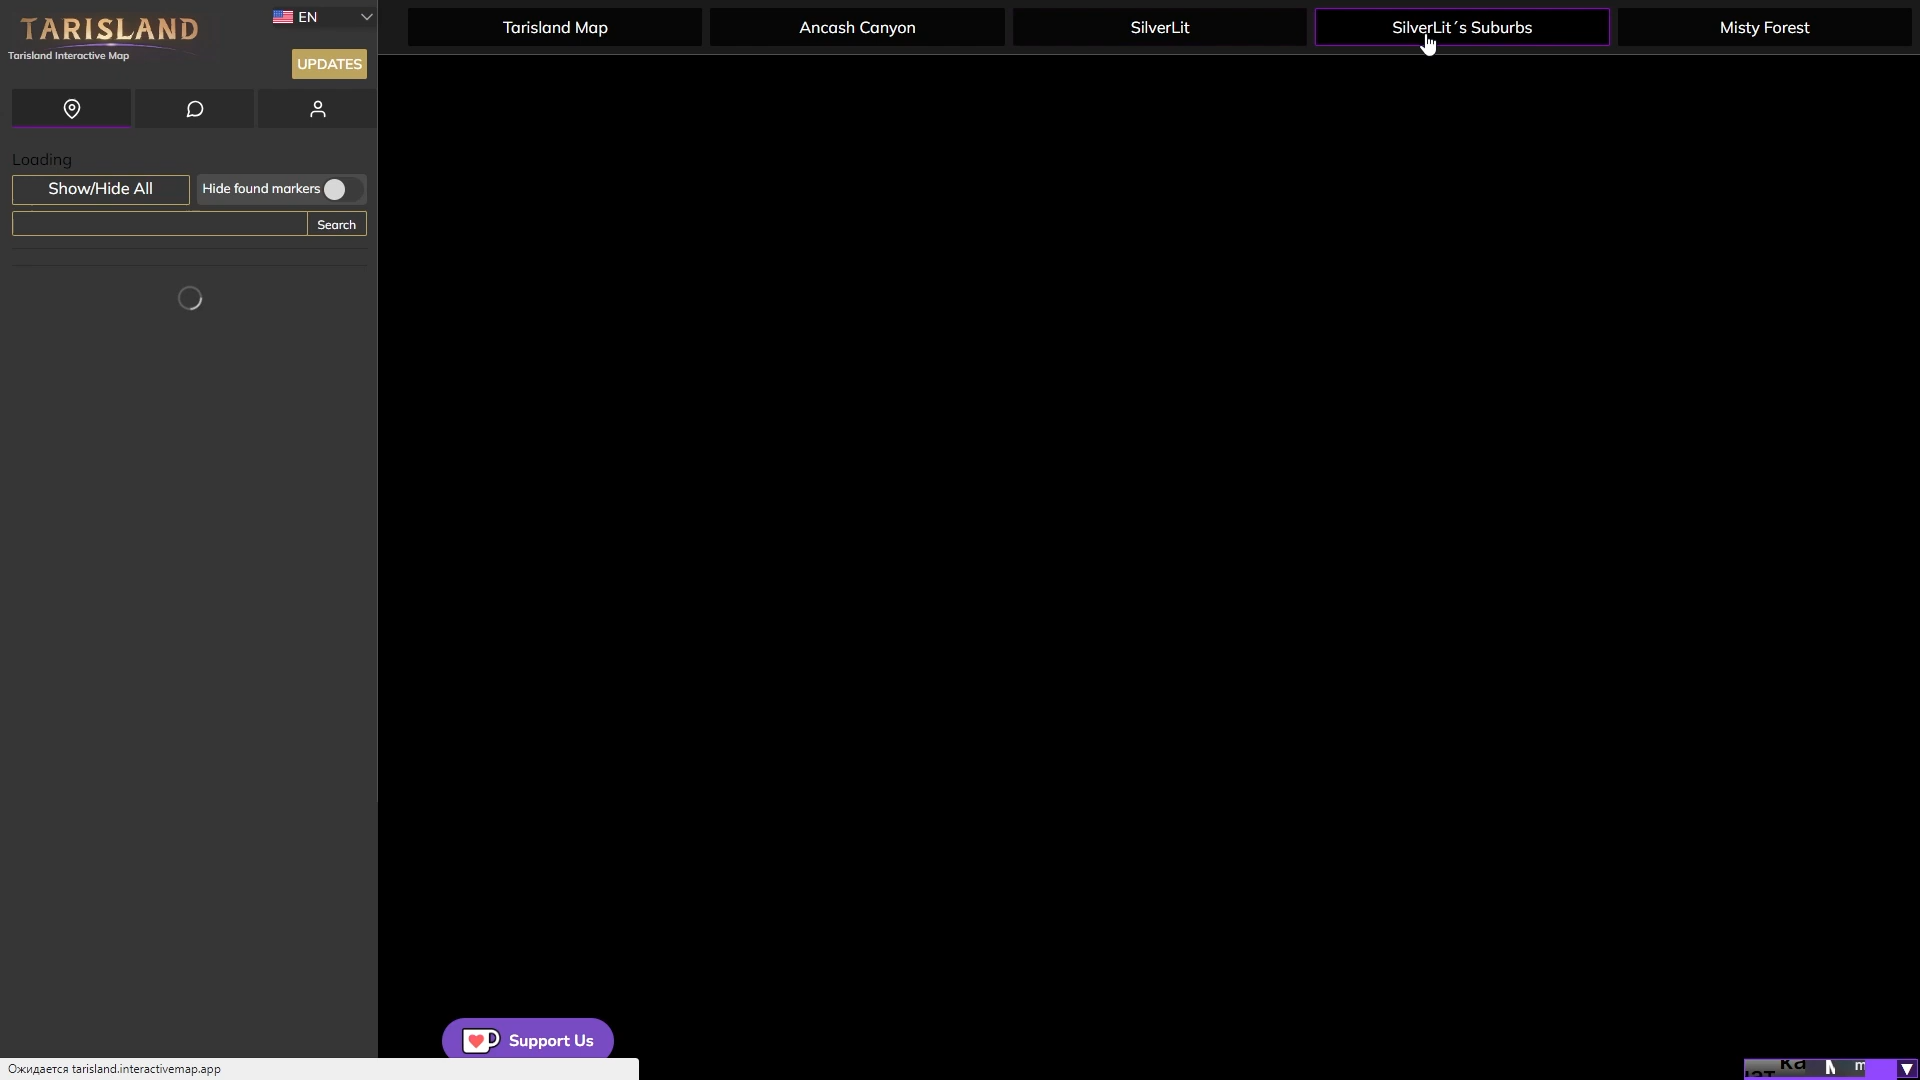 TARISLAND
Tarisland Interactive Map
EN
UPDATES
Tarisland Map
Ancash Canyon
SilverLit
SilverLit´s Suburbs
Misty Forest
Loading
Show/Hide All
Hide found markers
Search
Support Us
Ожидается tarisland.interactivemap.app